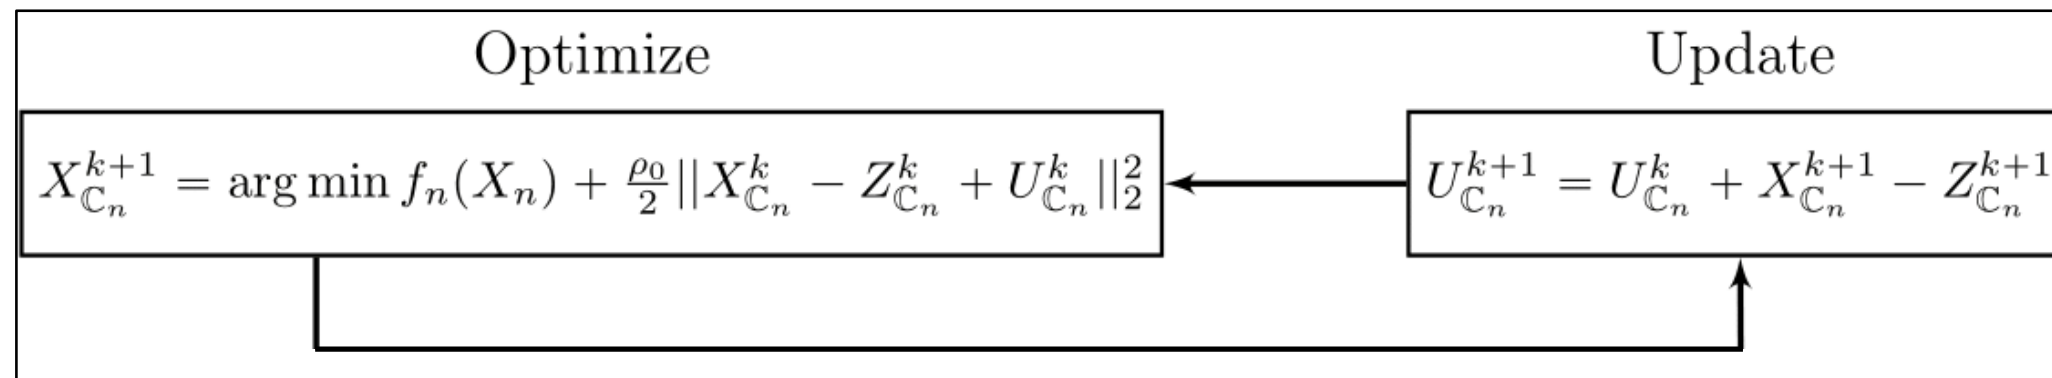 Optimize
Update
$X_{\mathbb{C}_n}^{k+1} = \arg\min f_n(X_n) + \frac{\rho_0}{2} ||X_{\mathbb{C}_n}^k - Z_{\mathbb{C}_n}^k + U_{\mathbb{C}_n}^k||_2^2$
$U_{\mathbb{C}_n}^{k+1} = U_{\mathbb{C}_n}^k + X_{\mathbb{C}_n}^{k+1} - Z_{\mathbb{C}_n}^{k+1}$